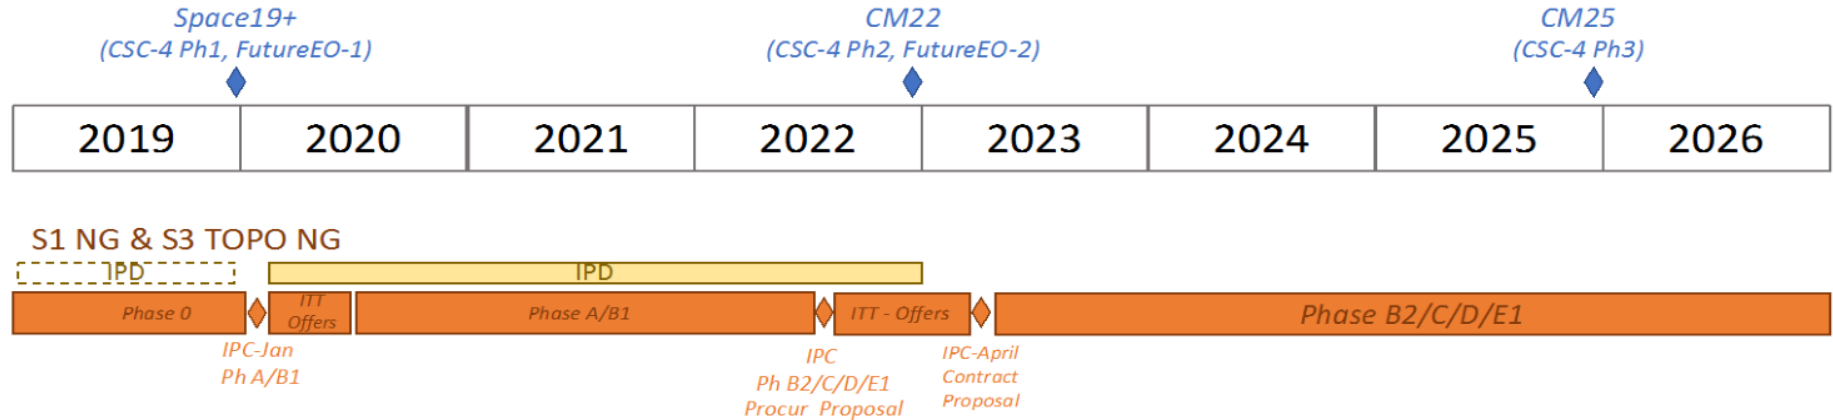 Space19+
(CSC-4 Ph1, FutureEO-1)
CM22
(CSC-4 Ph2, FutureEO-2)
CM25
(CSC-4 Ph3)
2019
2020
2021
2022
2023
2024
2025
2026
S1 NG & S3 TOPO NG
IPD
IPD
Phase 0
ITT
Offers
Phase A/B1
ITT - Offers
Phase B2/C/D/E1
IPC-Jan
Ph A/B1
IPC
Ph B2/C/D/E1
Procur Proposal
IPC-April
Contract
Proposal